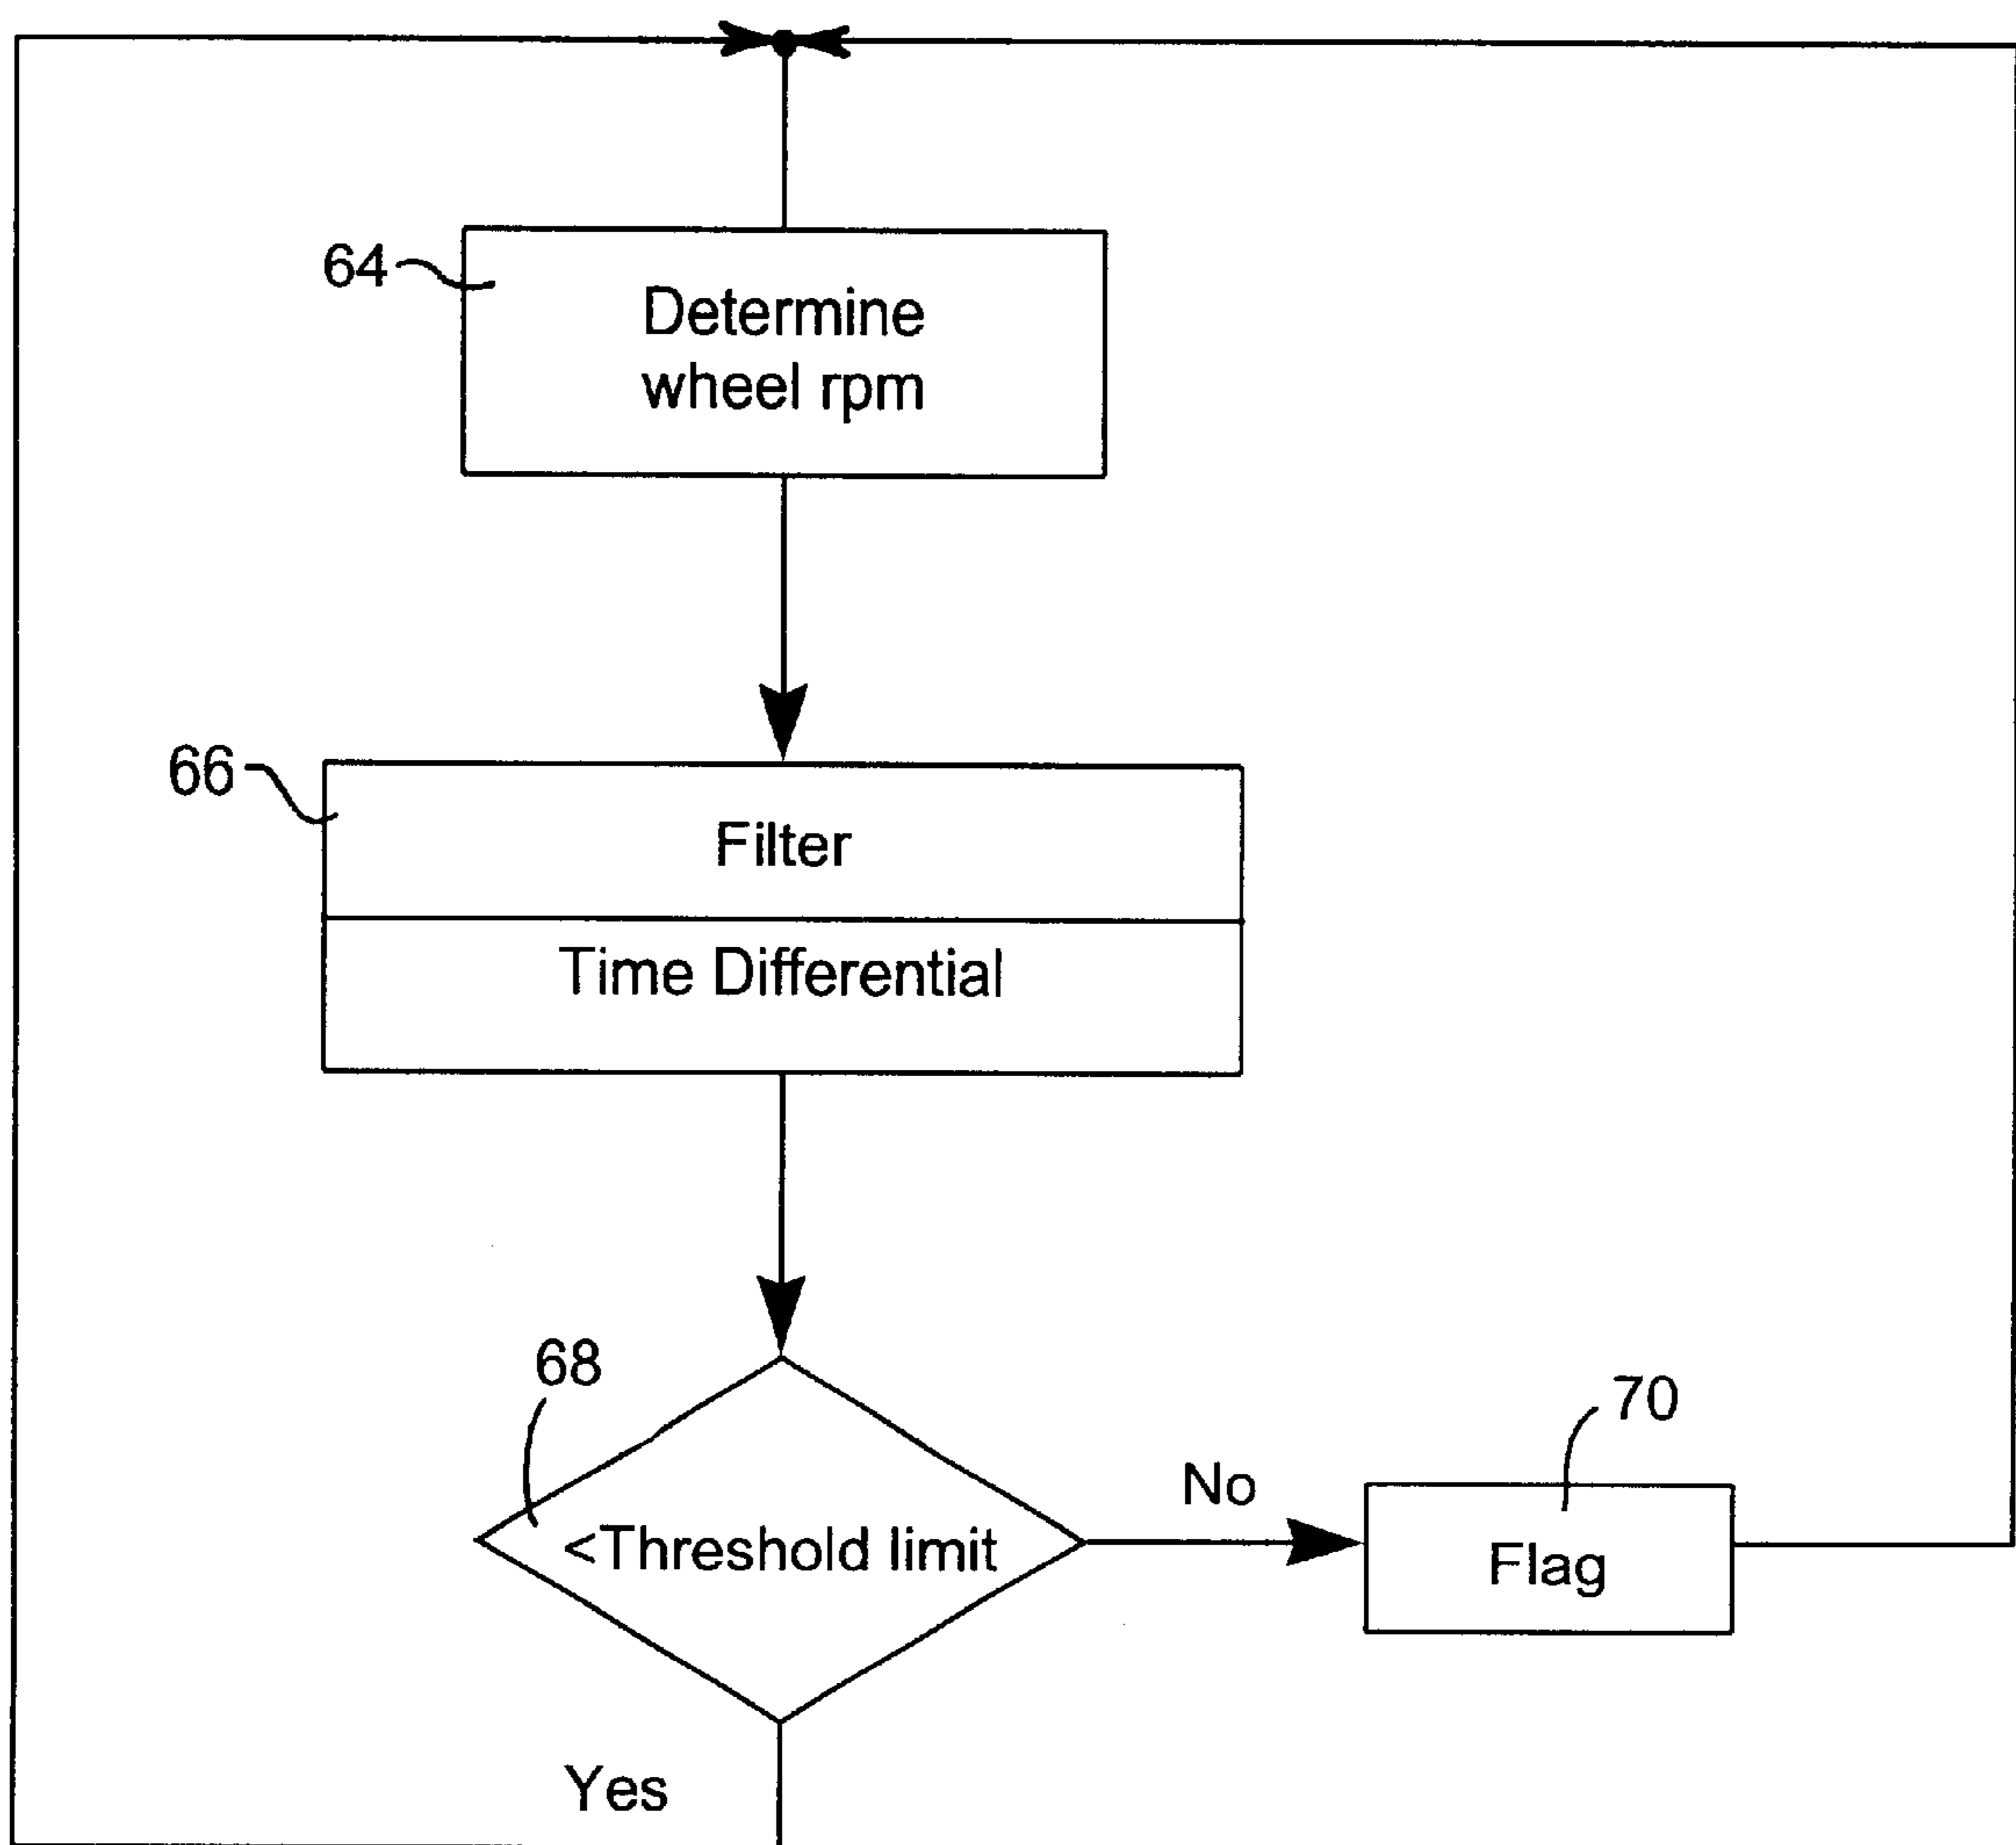 64
Determine
wheel rpm
66
Filter
Time Differential
68
<Threshold limit
No
70
Flag
Yes